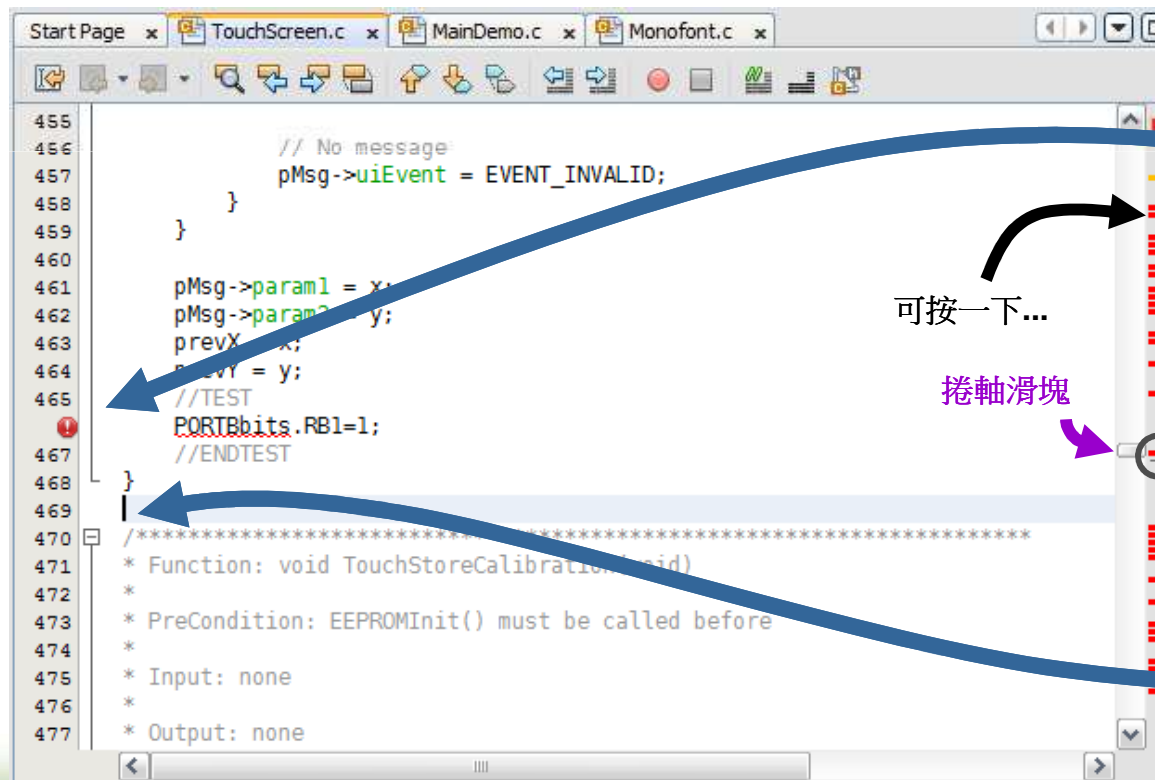 Start Page x TouchScreen.c x MainDemo.c x Monofont.c x
455
456 // No message
457 pMsg->uiEvent = EVENT_INVALID;
458 }
459 }
460
461 pMsg->param1 = x;
462 pMsg->param2 = y;
463 prevX = x;
464 prevY = y;
465 //TEST
PORTBbits.RB1=1;
467 //ENDTEST
468 }
469
470 /*********************************************************************
471 * Function: void TouchStoreCalibration(void)
472 *
473 * PreCondition: EEPROMInit() must be called before
474 *
475 * Input: none
476 *
477 * Output: none
可按一下...
捲軸滑塊